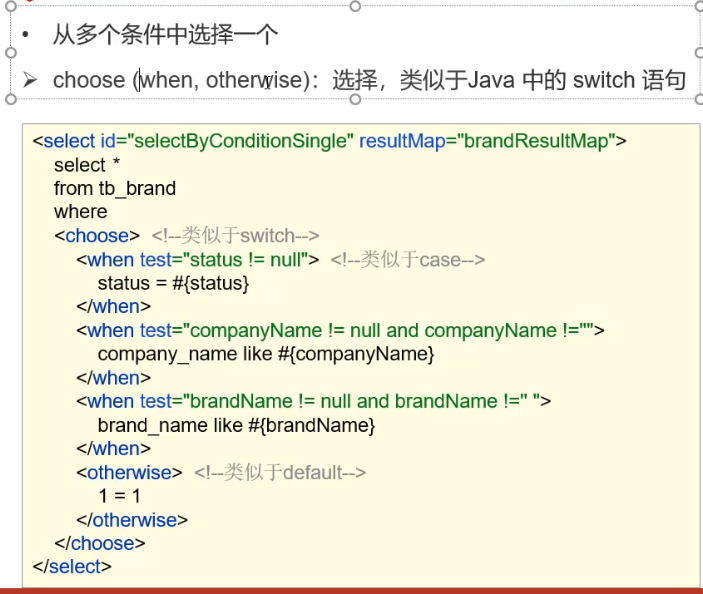 • 从多个条件中选择一个
➢ choose (when, otherwise)：选择，类似于Java 中的 switch 语句
<select id="selectByConditionSingle" resultMap="brandResultMap">
select *
from tb_brand
where
<choose> <!--类似于switch-->
<when test="status != null"> <!--类似于case-->
status = #{status}
</when>
<when test="companyName != null and companyName !=''">
company_name like #{companyName}
</when>
<when test="brandName != null and brandName !='' ">
brand_name like #{brandName}
</when>
<otherwise> <!--类似于default-->
1 = 1
</otherwise>
</choose>
</select>